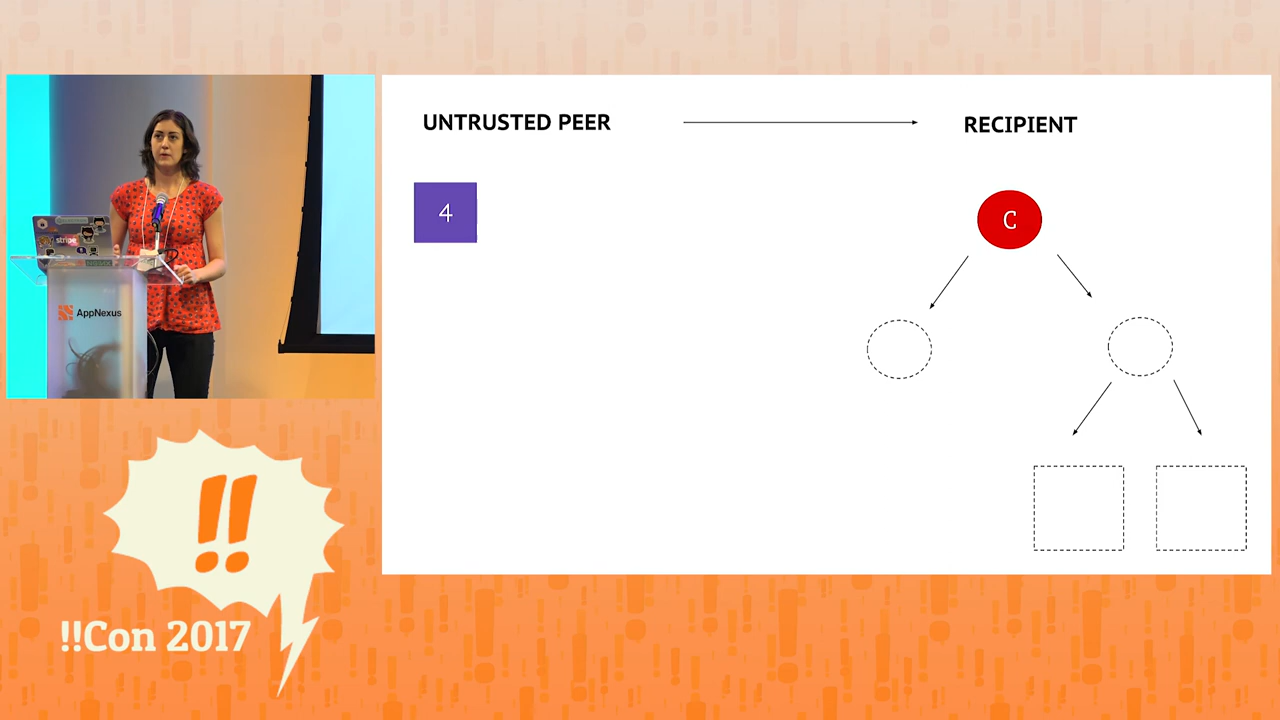 UNTRUSTED PEER
RECIPIENT
4
C
stripe
AppNexus
!!
!!Con 2017